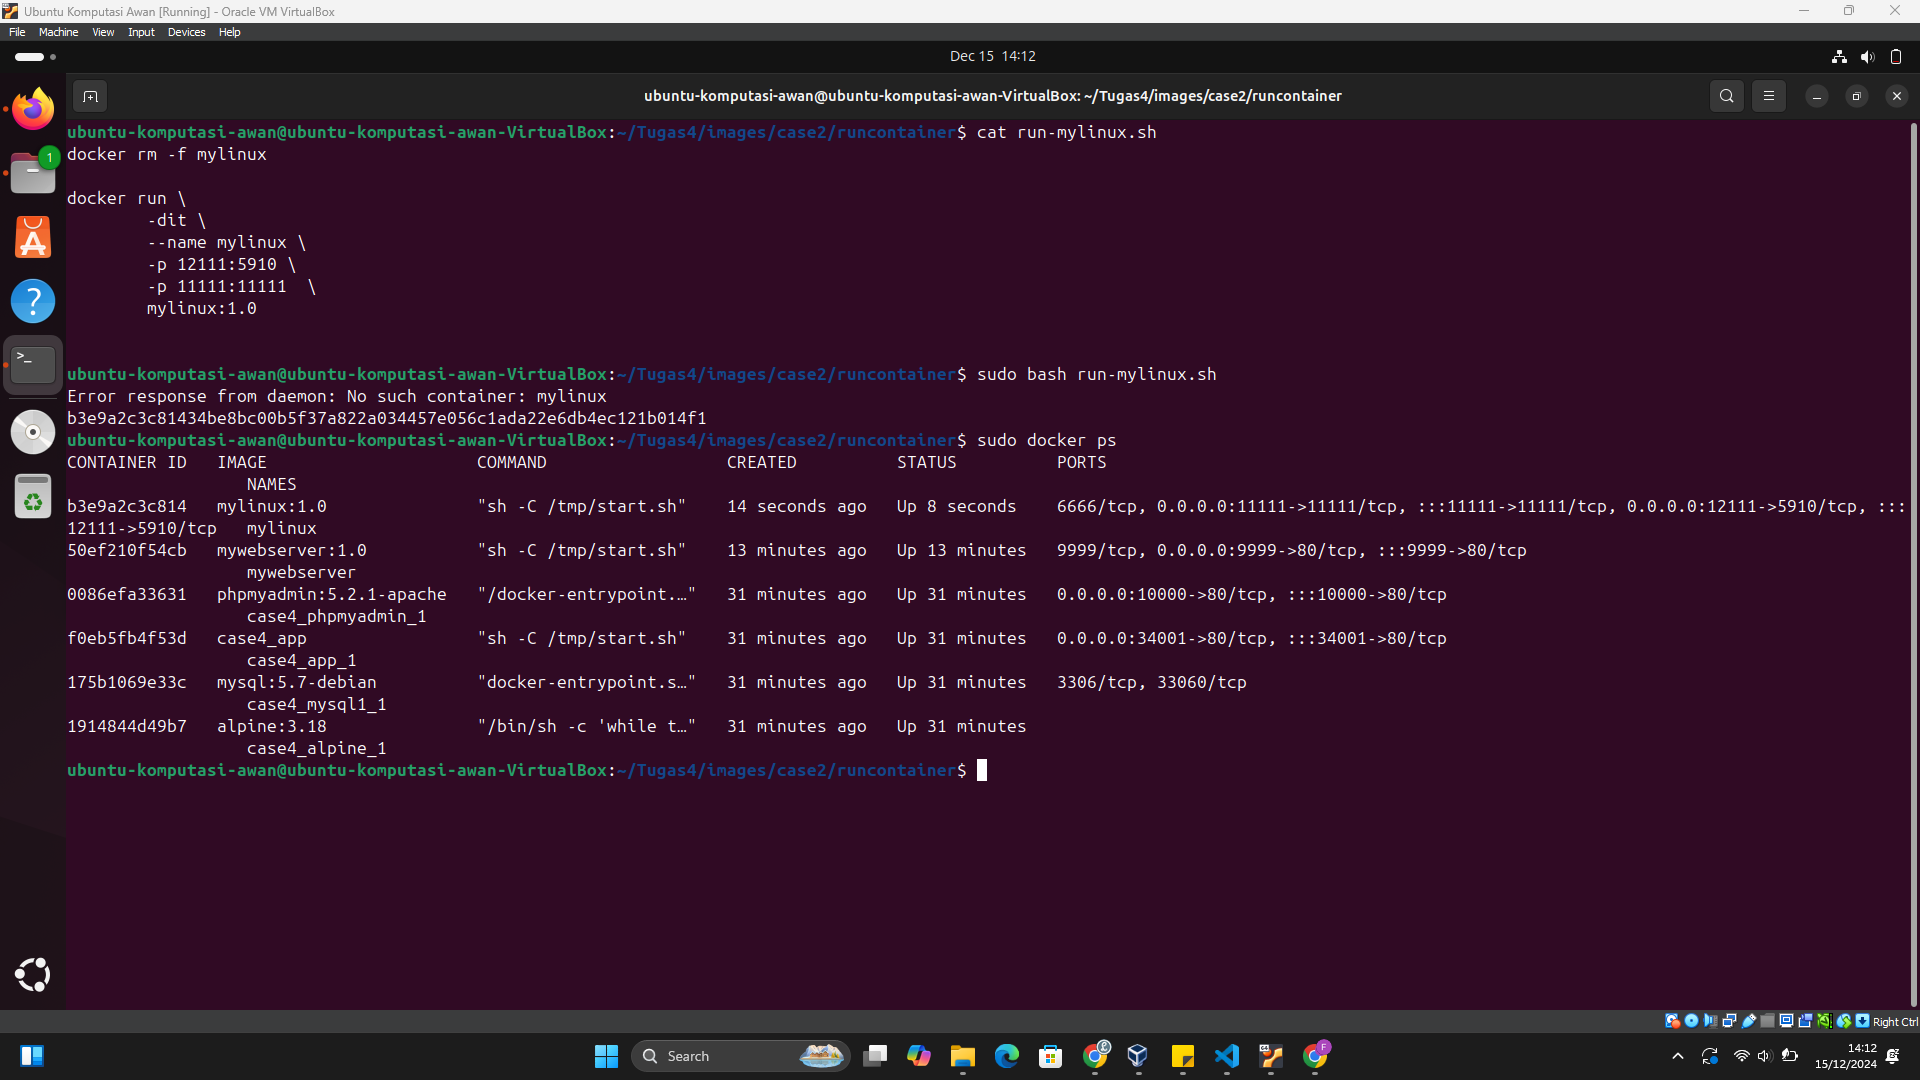 Ubuntu Komputasi Awan [Running] - Oracle VM VirtualBox
File Machine View Input Devices Help
Dec 15 14:12
ubuntu-komputasi-awan@ubuntu-komputasi-awan-VirtualBox: ~/Tugas4/images/case2/runcontainer
ubuntu-komputasi-awan@ubuntu-komputasi-awan-VirtualBox:~/Tugas4/images/case2/runcontainer$ cat run-mylinux.sh
docker rm -f mylinux
docker run \
-dit \
--name mylinux \
-p 12111:5910 \
-p 11111:11111  \
mylinux:1.0
ubuntu-komputasi-awan@ubuntu-komputasi-awan-VirtualBox:~/Tugas4/images/case2/runcontainer$ sudo bash run-mylinux.sh
Error response from daemon: No such container: mylinux
b3e9a2c3c81434be8bc00b5f37a822a034457e056c1ada22e6db4ec121b014f1
ubuntu-komputasi-awan@ubuntu-komputasi-awan-VirtualBox:~/Tugas4/images/case2/runcontainer$ sudo docker ps
CONTAINER ID   IMAGE                     COMMAND                  CREATED          STATUS          PORTS
NAMES
b3e9a2c3c814   mylinux:1.0               "sh -C /tmp/start.sh"    14 seconds ago   Up 8 seconds    6666/tcp, 0.0.0.0:11111->11111/tcp, :::11111->11111/tcp, 0.0.0.0:12111->5910/tcp, :::
12111->5910/tcp   mylinux
50ef210f54cb   mywebserver:1.0           "sh -C /tmp/start.sh"    13 minutes ago   Up 13 minutes   9999/tcp, 0.0.0.0:9999->80/tcp, :::9999->80/tcp
mywebserver
0086efa33631   phpmyadmin:5.2.1-apache   "/docker-entrypoint.…"   31 minutes ago   Up 31 minutes   0.0.0.0:10000->80/tcp, :::10000->80/tcp
case4_phpmyadmin_1
f0eb5fb4f53d   case4_app                 "sh -C /tmp/start.sh"    31 minutes ago   Up 31 minutes   0.0.0.0:34001->80/tcp, :::34001->80/tcp
case4_app_1
175b1069e33c   mysql:5.7-debian          "docker-entrypoint.s…"   31 minutes ago   Up 31 minutes   3306/tcp, 33060/tcp
case4_mysql1_1
1914844d49b7   alpine:3.18               "/bin/sh -c 'while t…"   31 minutes ago   Up 31 minutes
case4_alpine_1
ubuntu-komputasi-awan@ubuntu-komputasi-awan-VirtualBox:~/Tugas4/images/case2/runcontainer$
1
Right Ctrl
Search
F
14:12
15/12/2024